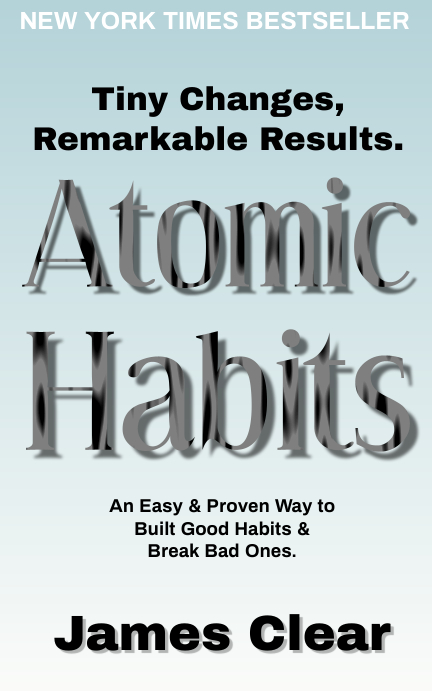 NEW YORK TIMES BESTSELLER
Tiny Changes,
Remarkable Results.
Atomic
Habits
An Easy & Proven Way to
Built Good Habits &
Break Bad Ones.
James Clear